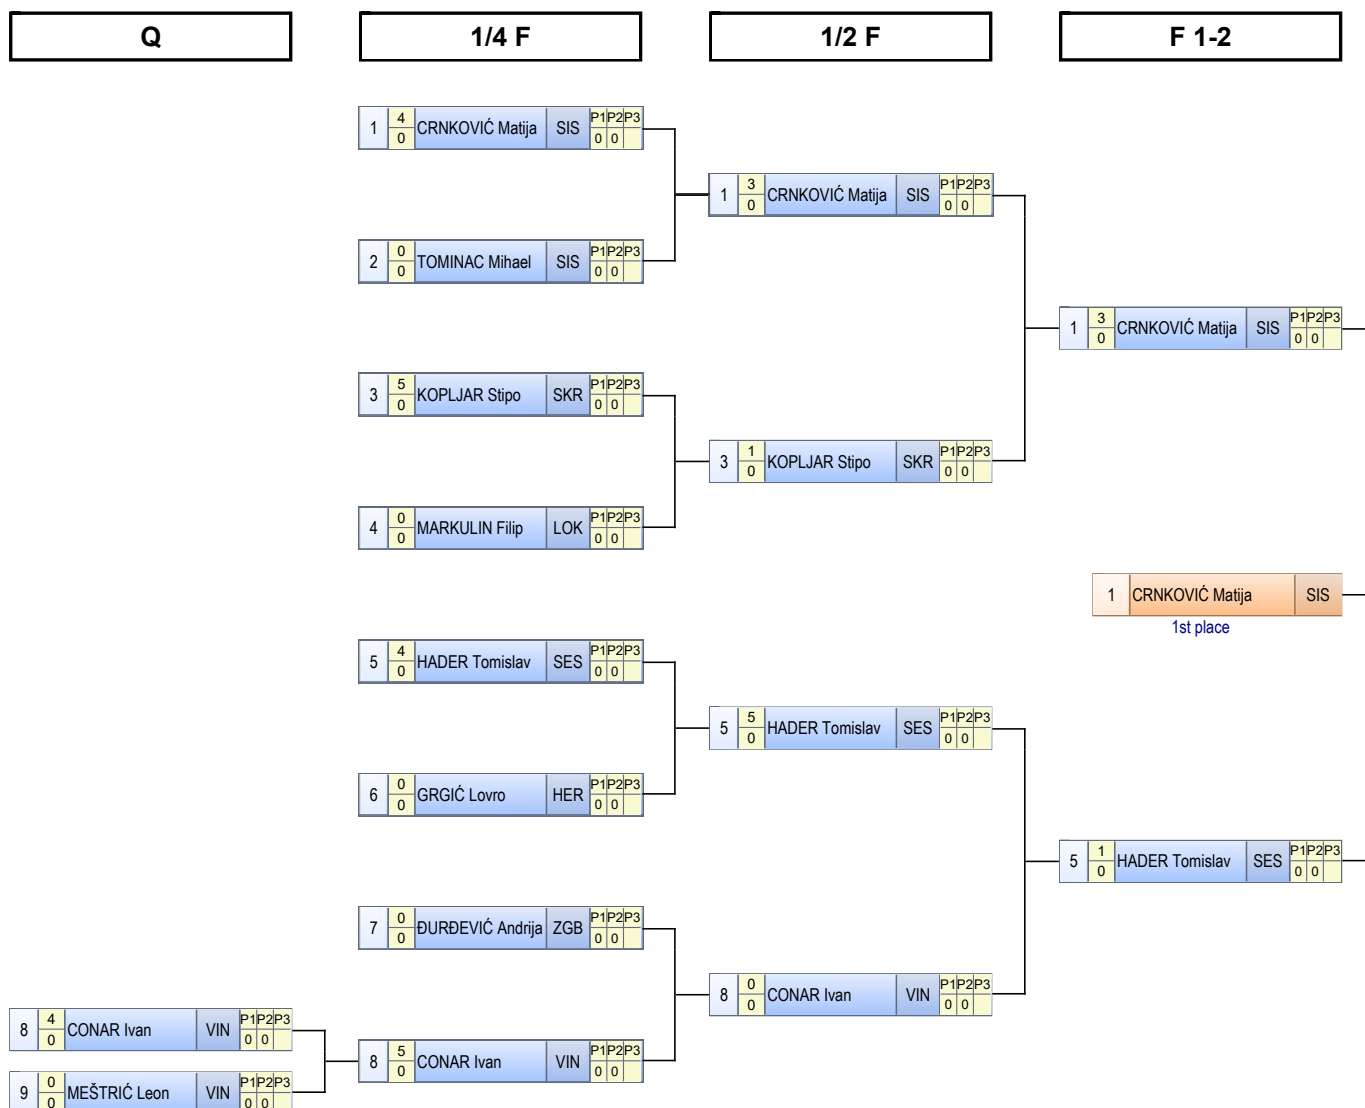 Q 1/4 F 1/2 F F 1-2
1 4 0 CRNKOVIĆ Matija SIS P1 P2 P3 0 0
1 3 0 CRNKOVIĆ Matija SIS P1 P2 P3 0 0
2 0 0 TOMINAC Mihael SIS P1 P2 P3 0 0
1 3 0 CRNKOVIĆ Matija SIS P1 P2 P3 0 0
3 5 0 KOPLJAR Stipo SKR P1 P2 P3 0 0
3 1 0 KOPLJAR Stipo SKR P1 P2 P3 0 0
4 0 0 MARKULIN Filip LOK P1 P2 P3 0 0
1 CRNKOVIĆ Matija SIS
1st place
5 4 0 HADER Tomislav SES P1 P2 P3 0 0
5 5 0 HADER Tomislav SES P1 P2 P3 0 0
6 0 0 GRGIĆ Lovro HER P1 P2 P3 0 0
5 1 0 HADER Tomislav SES P1 P2 P3 0 0
7 0 0 ĐURĐEVIĆ Andrija ZGB P1 P2 P3 0 0
8 0 0 CONAR Ivan VIN P1 P2 P3 0 0
8 4 0 CONAR Ivan VIN P1 P2 P3 0 0
8 5 0 CONAR Ivan VIN P1 P2 P3 0 0
9 0 0 MEŠTRIĆ Leon VIN P1 P2 P3 0 0